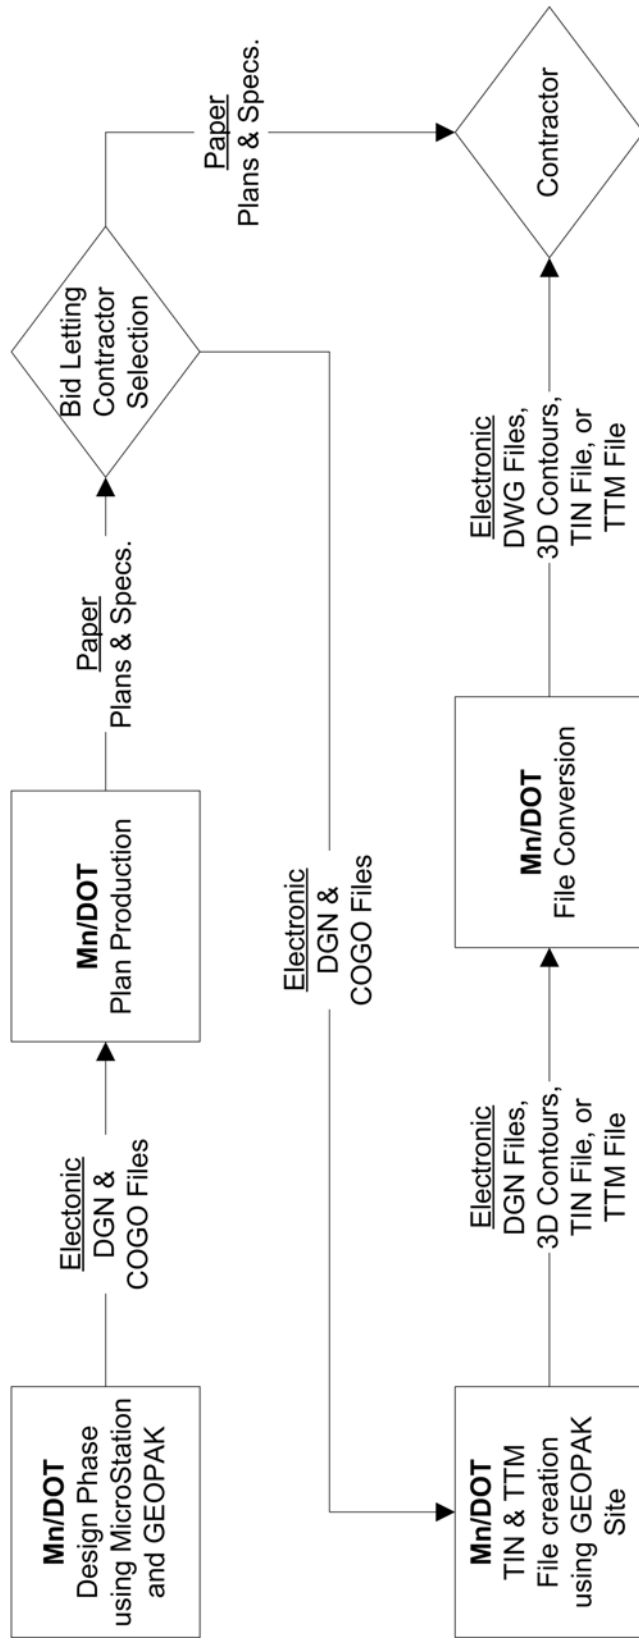 Mn/DOT
Design Phase
using MicroStation
and GEOPAK
Electonic
DGN &
COGO Files
Mn/DOT
Plan Production
Paper
Plans & Specs.
Bid Letting
Contractor
Selection
Paper
Plans & Specs.
Electronic
DGN &
COGO Files
Mn/DOT
TIN & TTM
File creation
using GEOPAK
Site
Electronic
DGN Files,
3D Contours,
TIN File, or
TTM File
Mn/DOT
File Conversion
Electronic
DWG Files,
3D Contours,
TIN File, or
TTM File
Contractor